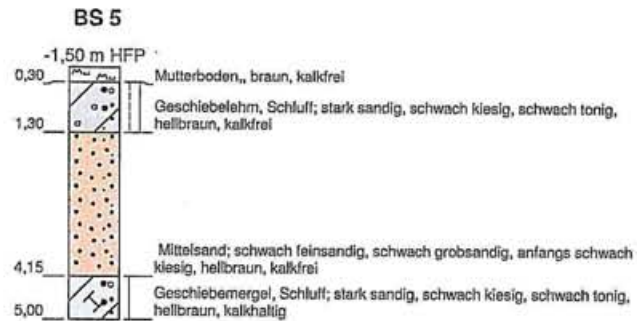 BS 5
-1,50 m HFP
0,30
Mutterboden,, braun, kalkfrei
Geschiebelehm, Schluff; stark sandig, schwach kiesig, schwach tonig,
1,30
hellbraun, kalkfrei
Mittelsand; schwach feinsandig, schwach grobsandig, anfangs schwach
4,15
kiesig, hellbraun, kalkfrei
Geschiebemergel, Schluff; stark sandig, schwach kiesig, schwach tonig,
5,00
hellbraun, kalkhaltig